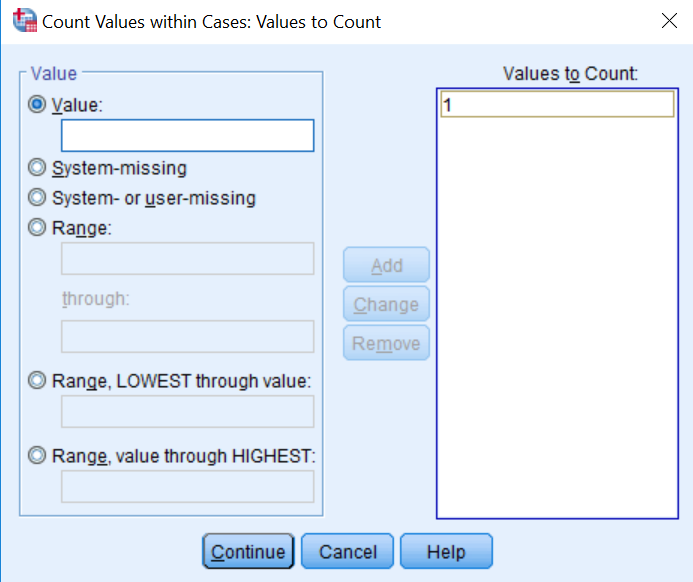 Count Values within Cases: Values to Count
Value
Value:
System-missing
System- or user-missing
Range:
through:
Range, LOWEST through value:
Range, value through HIGHEST:
Add
Change
Remove
Values to Count:
1
Continue
Cancel
Help